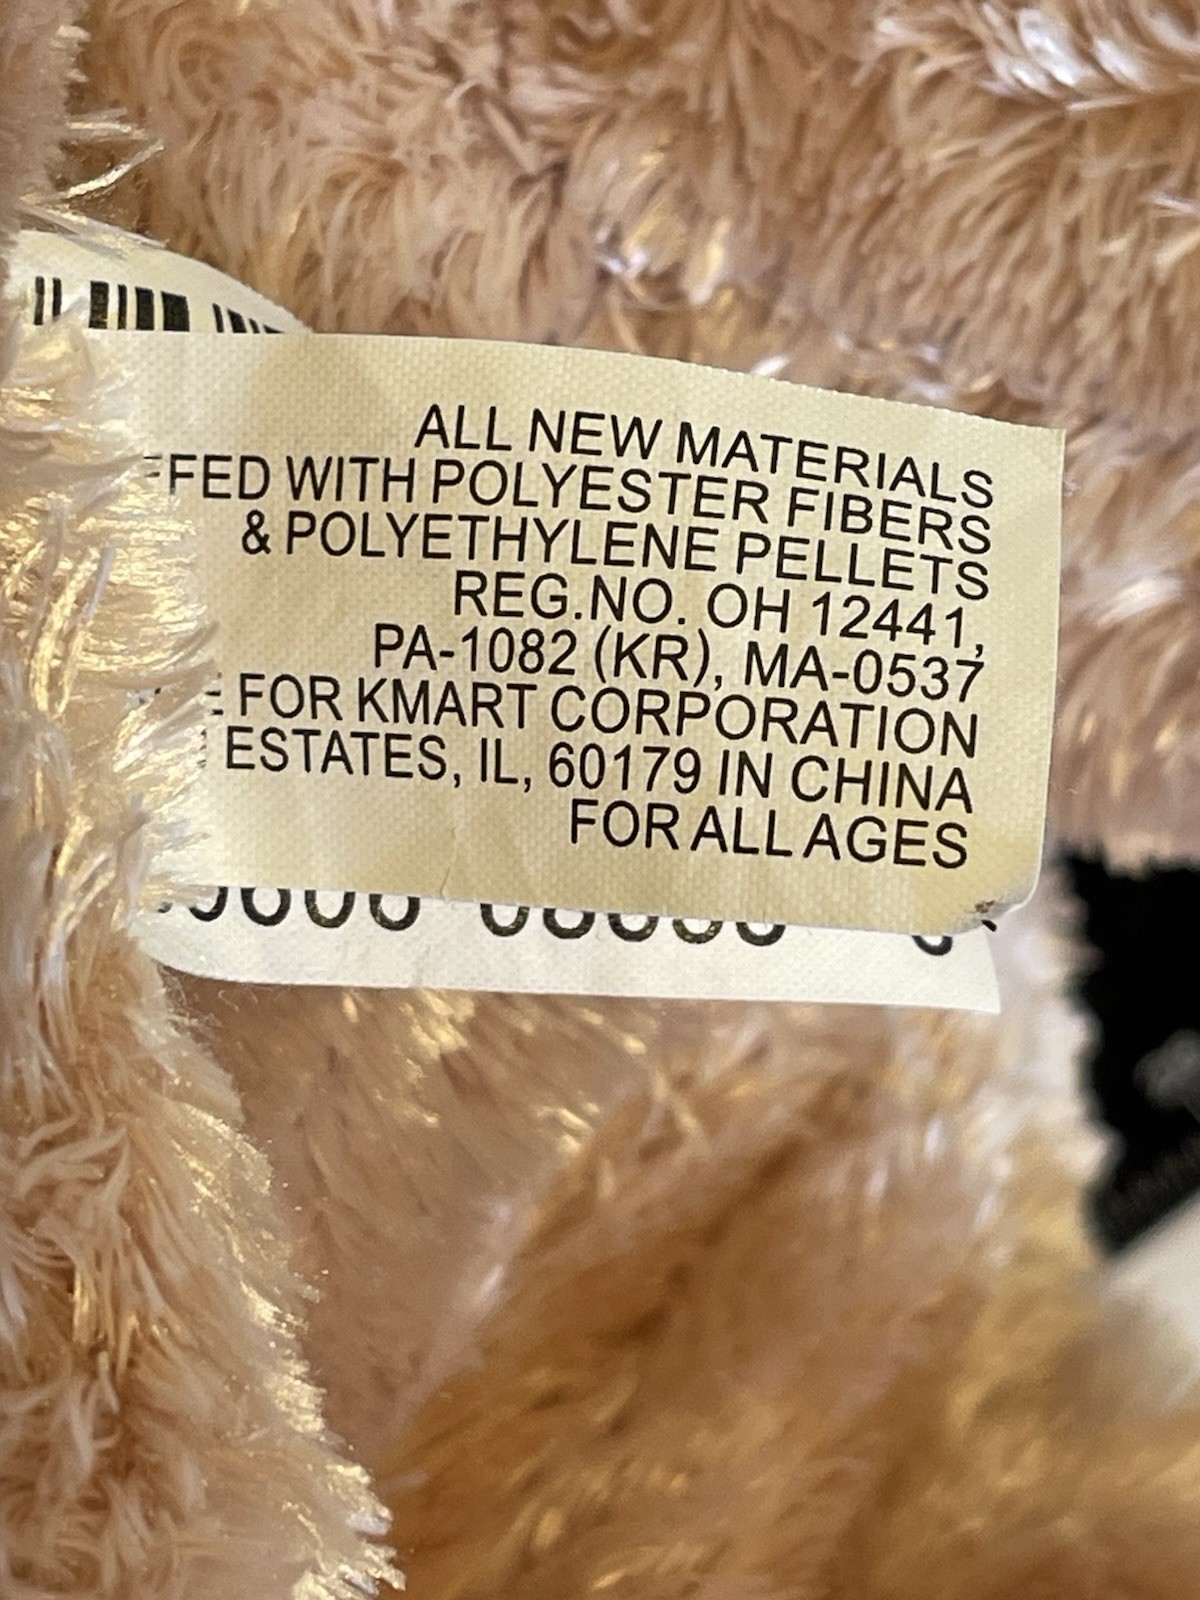 ALL NEW MATERIALS
FFED WITH POLYESTER FIBERS
& POLYETHYLENE PELLETS
REG.NO. OH 12441,
PA-1082 (KR), MA-0537
E FOR KMART CORPORATION
ESTATES, IL, 60179 IN CHINA
FOR ALL AGES